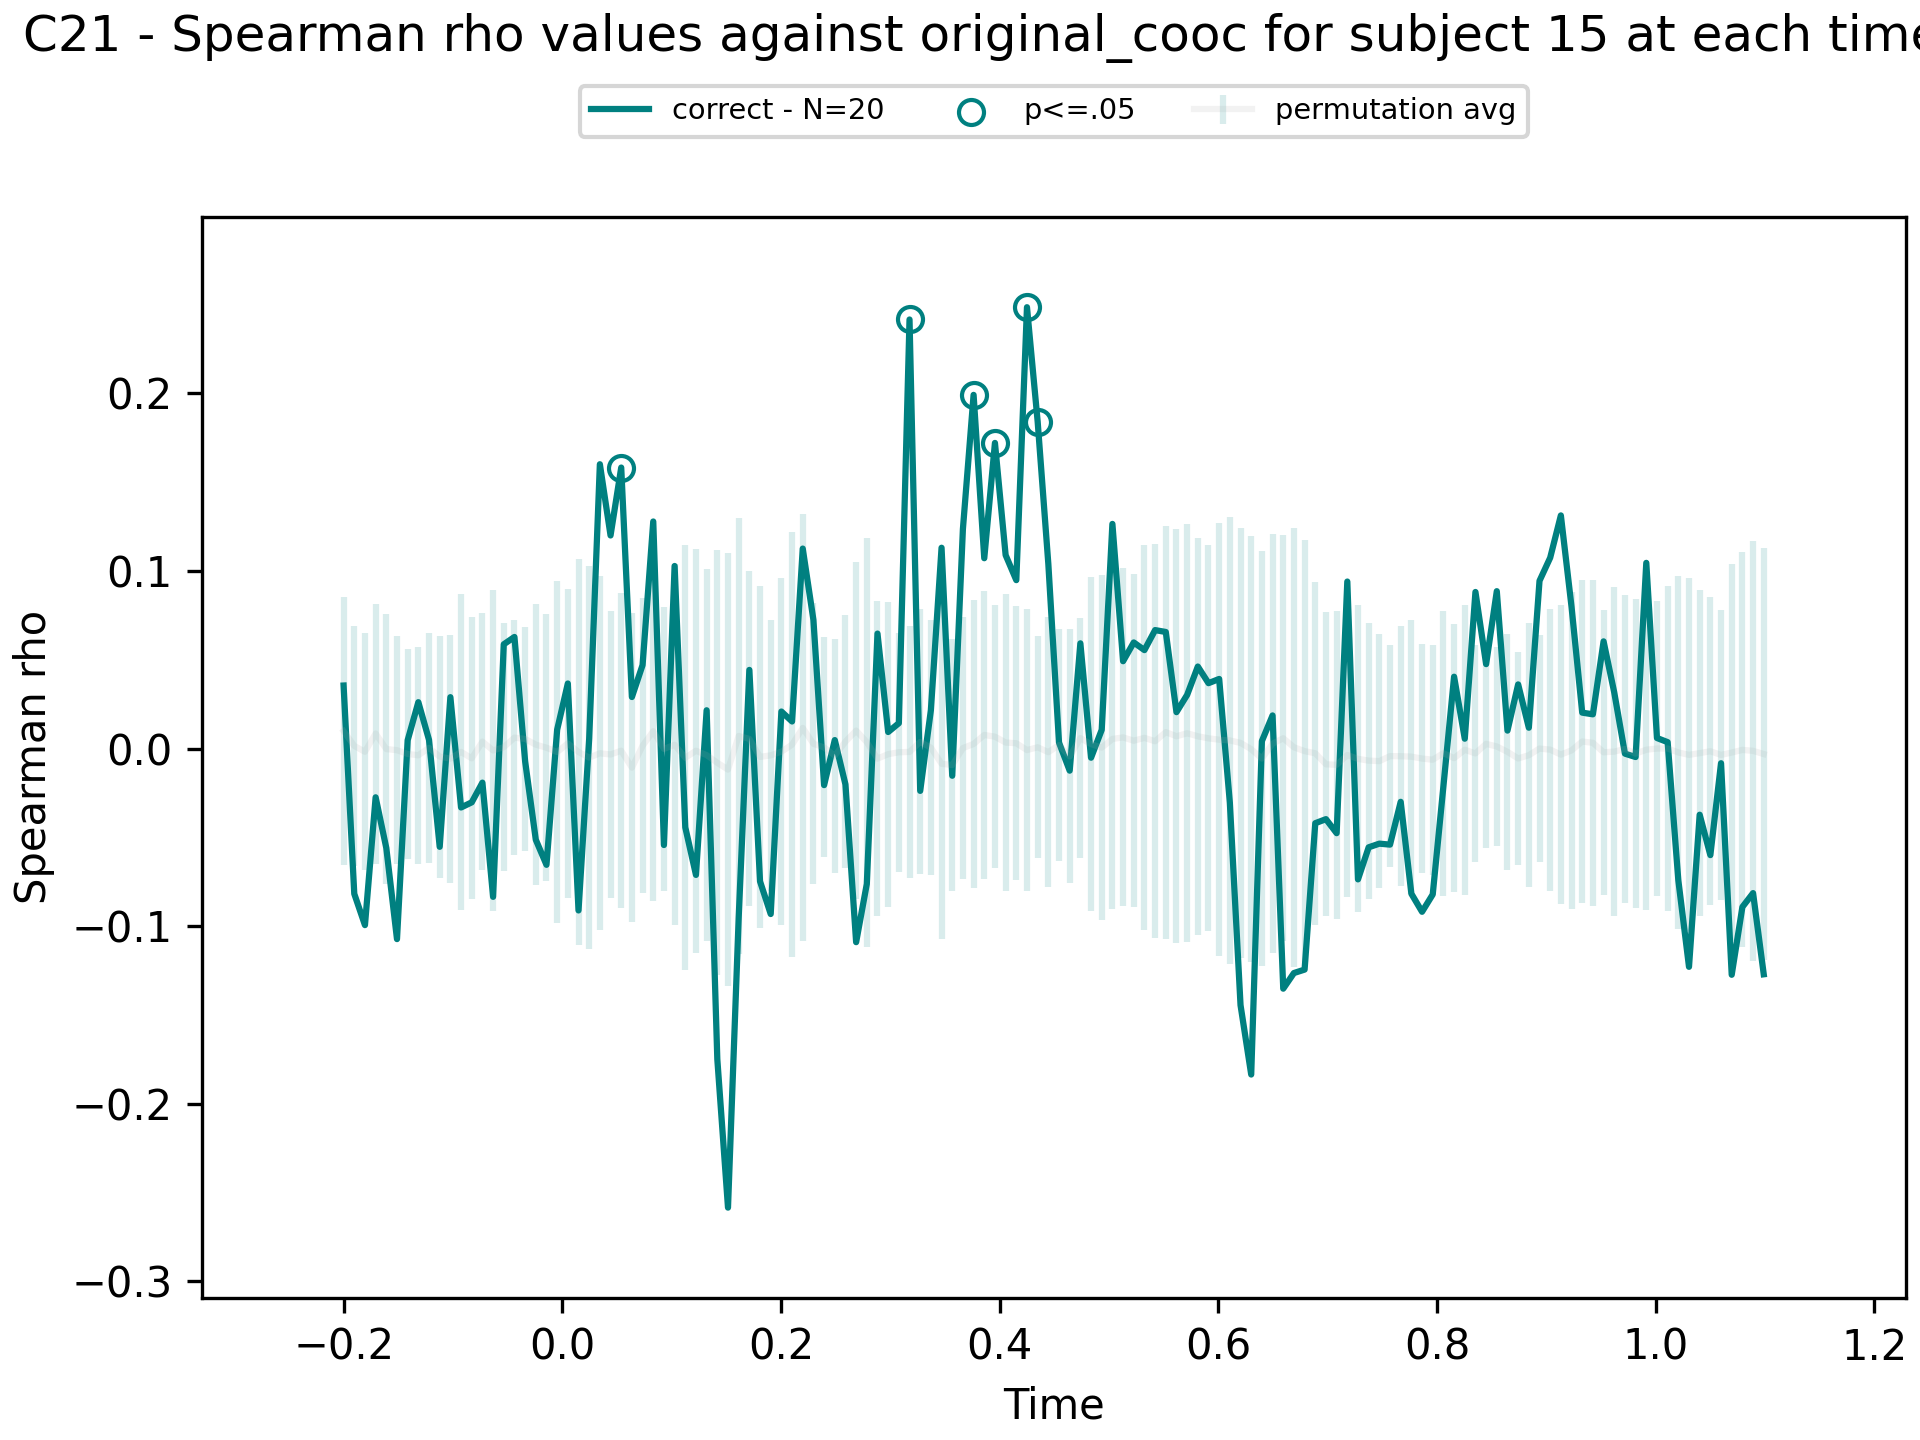 C21 - Spearman rho values against original_cooc for subject 15 at each time
correct - N=20 p<=.05 permutation avg
Spearman rho
0.2
0.1
0.0
−0.1
−0.2
−0.3
−0.2 0.0 0.2 0.4 0.6 0.8 1.0 1.2
Time